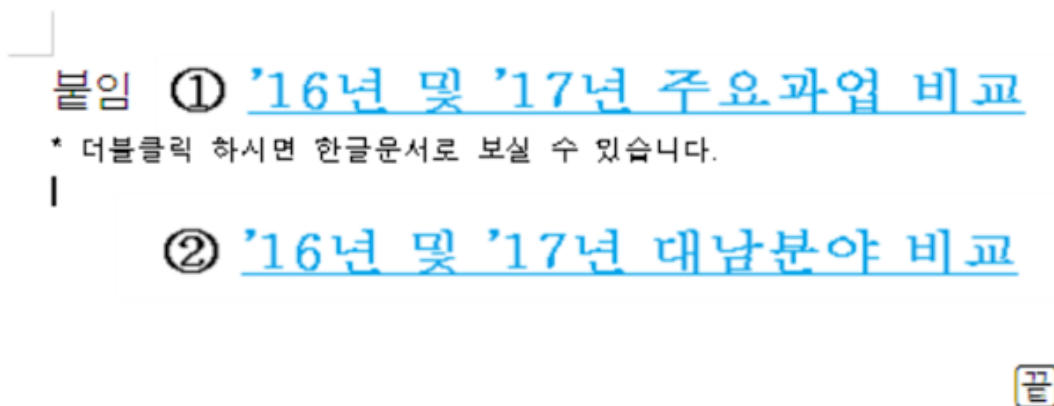 붙임 ① '16년 및 '17년 주요과업 비교
* 더블클릭 하시면 한글문서로 보실 수 있습니다.
② '16년 및 '17년 대남분야 비교
끝